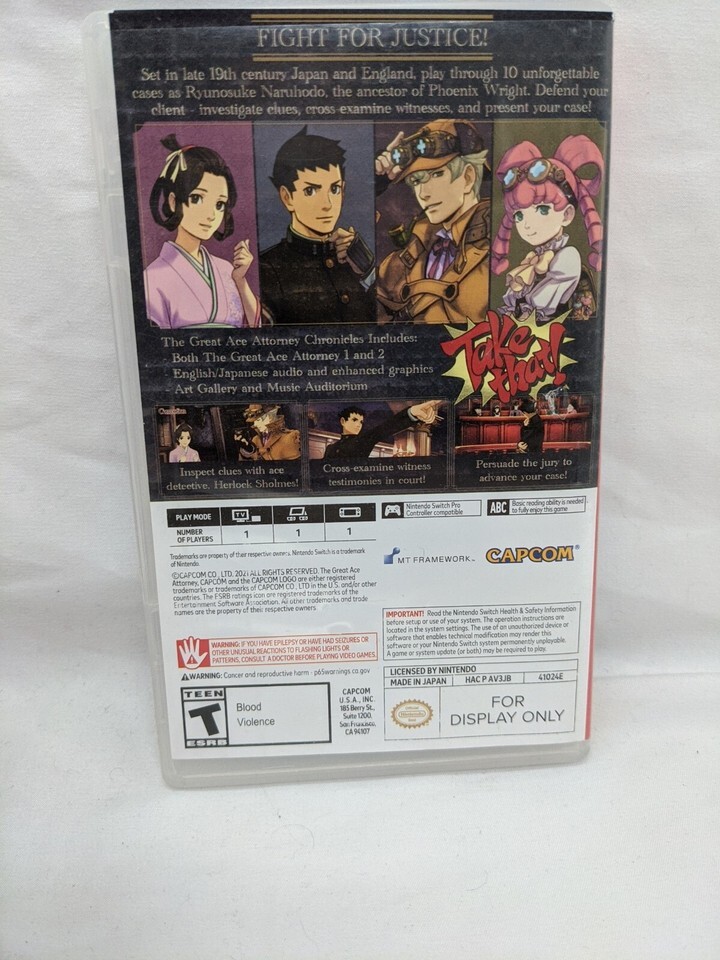 FIGHT FOR JUSTICE!
Set in late 19th century Japan and England, play through 10 unforgettable
cases as Ryunosuke Naruhodo, the ancestor of Phoenix Wright. Defend your
client - investigate clues, cross-examine witnesses, and present your case!
The Great Ace Attorney Chronicles Includes:
- Both The Great Ace Attorney 1 and 2
- English/Japanese audio and enhanced graphics
- Art Gallery and Music Auditorium
Take
that!
Inspect clues with ace
detective, Herlock Sholmes!
Cross-examine witness
testimonies in court!
Persuade the jury to
advance your case!
PLAY MODE
TV
NUMBER
OF PLAYERS
1
1
1
Nintendo Switch Pro
Controller compatible
ABC
Basic reading ability is needed
to fully enjoy this game
Trademarks are property of their respective owners. Nintendo Switch is a trademark
of Nintendo.
©CAPCOM CO., LTD. 2021 ALL RIGHTS RESERVED. The Great Ace
Attorney, CAPCOM and the CAPCOM LOGO are either registered
trademarks or trademarks of CAPCOM CO., LTD in the U.S. and/or other
countries. The ESRB ratings icon are registered trademarks of the
Entertainment Software Association. All other trademarks and trade
names are the property of their respective owners.
MT FRAMEWORK™
CAPCOM®
IMPORTANT! Read the Nintendo Switch Health & Safety Information
before setup or use of your system. The operation instructions are
located in the system settings. The use of an unauthorized device or
software that enables technical modification may render this
software or your Nintendo Switch system permanently unplayable.
A game or system update (or both) may be required to play.
WARNING: IF YOU HAVE EPILEPSY OR HAVE HAD SEIZURES OR
OTHER UNUSUAL REACTIONS TO FLASHING LIGHTS OR
PATTERNS, CONSULT A DOCTOR BEFORE PLAYING VIDEO GAMES.
WARNING: Cancer and reproductive harm - p65warnings.ca.gov
TEEN
T
ESRB
Blood
Violence
CAPCOM
U.S.A., INC.
185 Berry St.,
Suite 1200,
San Francisco,
CA 94107
LICENSED BY NINTENDO
MADE IN JAPAN
HAC P AV3JB
41024E
Official
Nintendo
Seal
FOR
DISPLAY ONLY